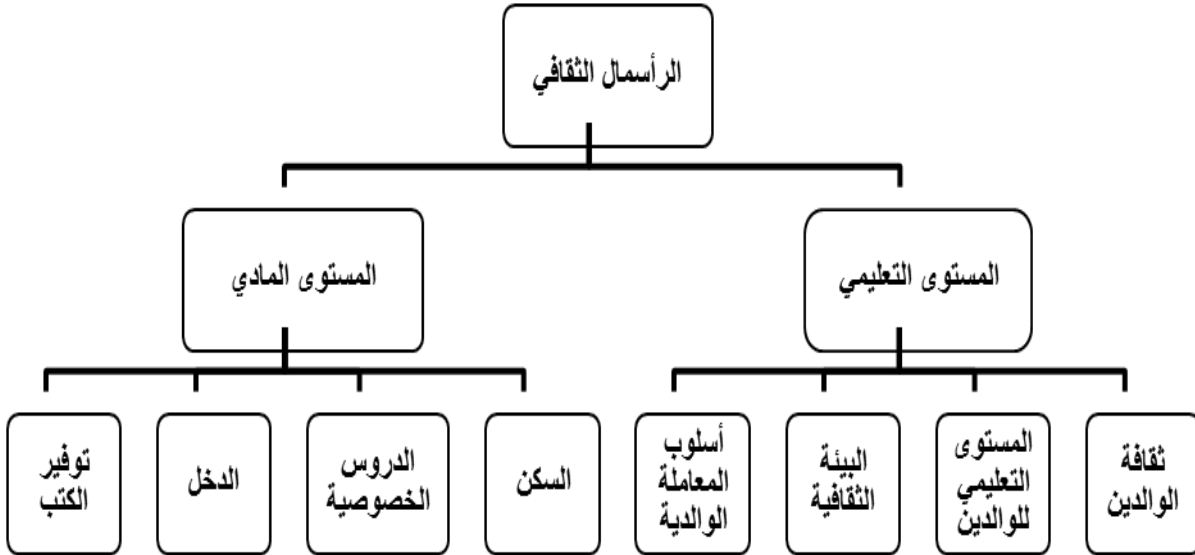 الرأسمال الثقافي
المستوى التعليمي
المستوى المادي
ثقافة
الوالدين
المستوى
التعليمي
للوالدين
البيئة
الثقافية
أسلوب
المعاملة
الوالدية
السكن
الدروس
الخصوصية
الدخل
توفير
الكتب